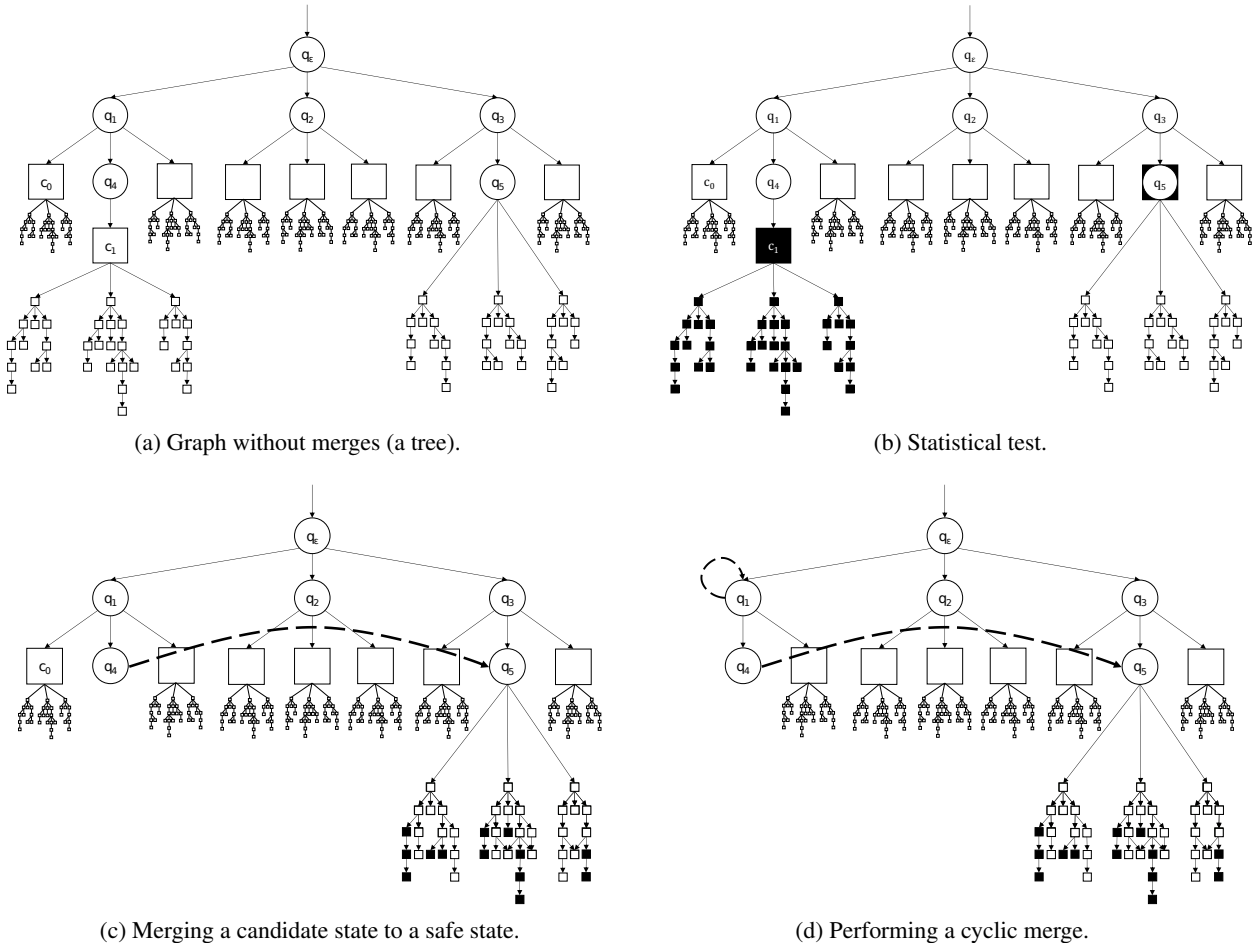 qε
qε
q1
q2
q3
q1
q2
q3
c0
q4
q5
c0
q4
q5
c1
c1
(a) Graph without merges (a tree).
(b) Statistical test.
qε
qε
q1
q2
q3
q1
q2
q3
c0
q4
q5
q4
q5
(c) Merging a candidate state to a safe state.
(d) Performing a cyclic merge.